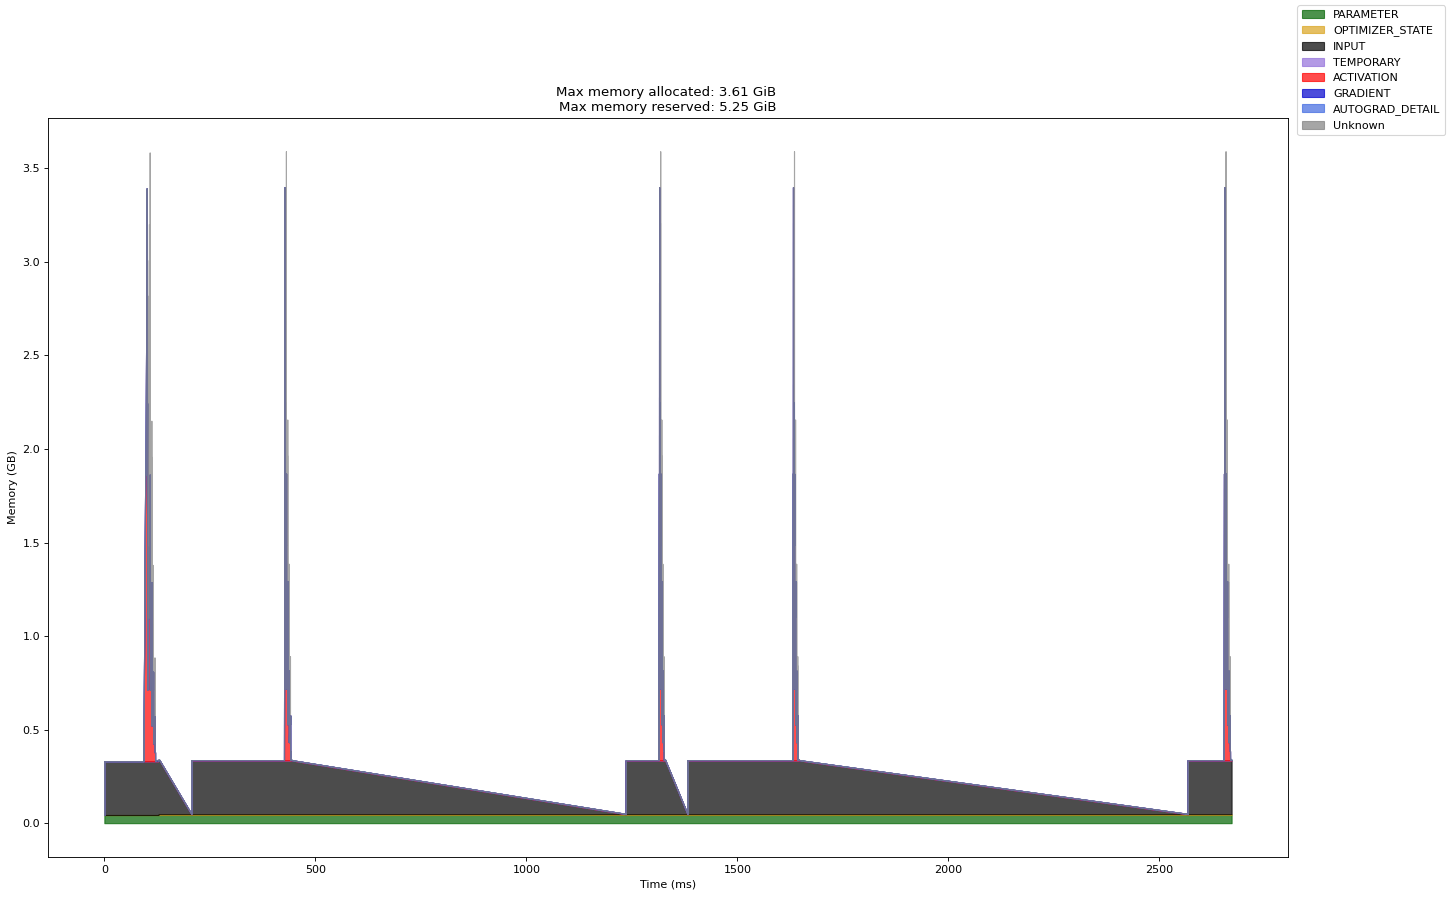 PARAMETER
OPTIMIZER_STATE
INPUT
TEMPORARY
ACTIVATION
GRADIENT
AUTOGRAD_DETAIL
Unknown
Max memory allocated: 3.61 GiB
Max memory reserved: 5.25 GiB
3.5
3.0
2.5
2.0
1.5
1.0
0.5
0.0
Memory (GB)
0 500 1000 1500 2000 2500
Time (ms)